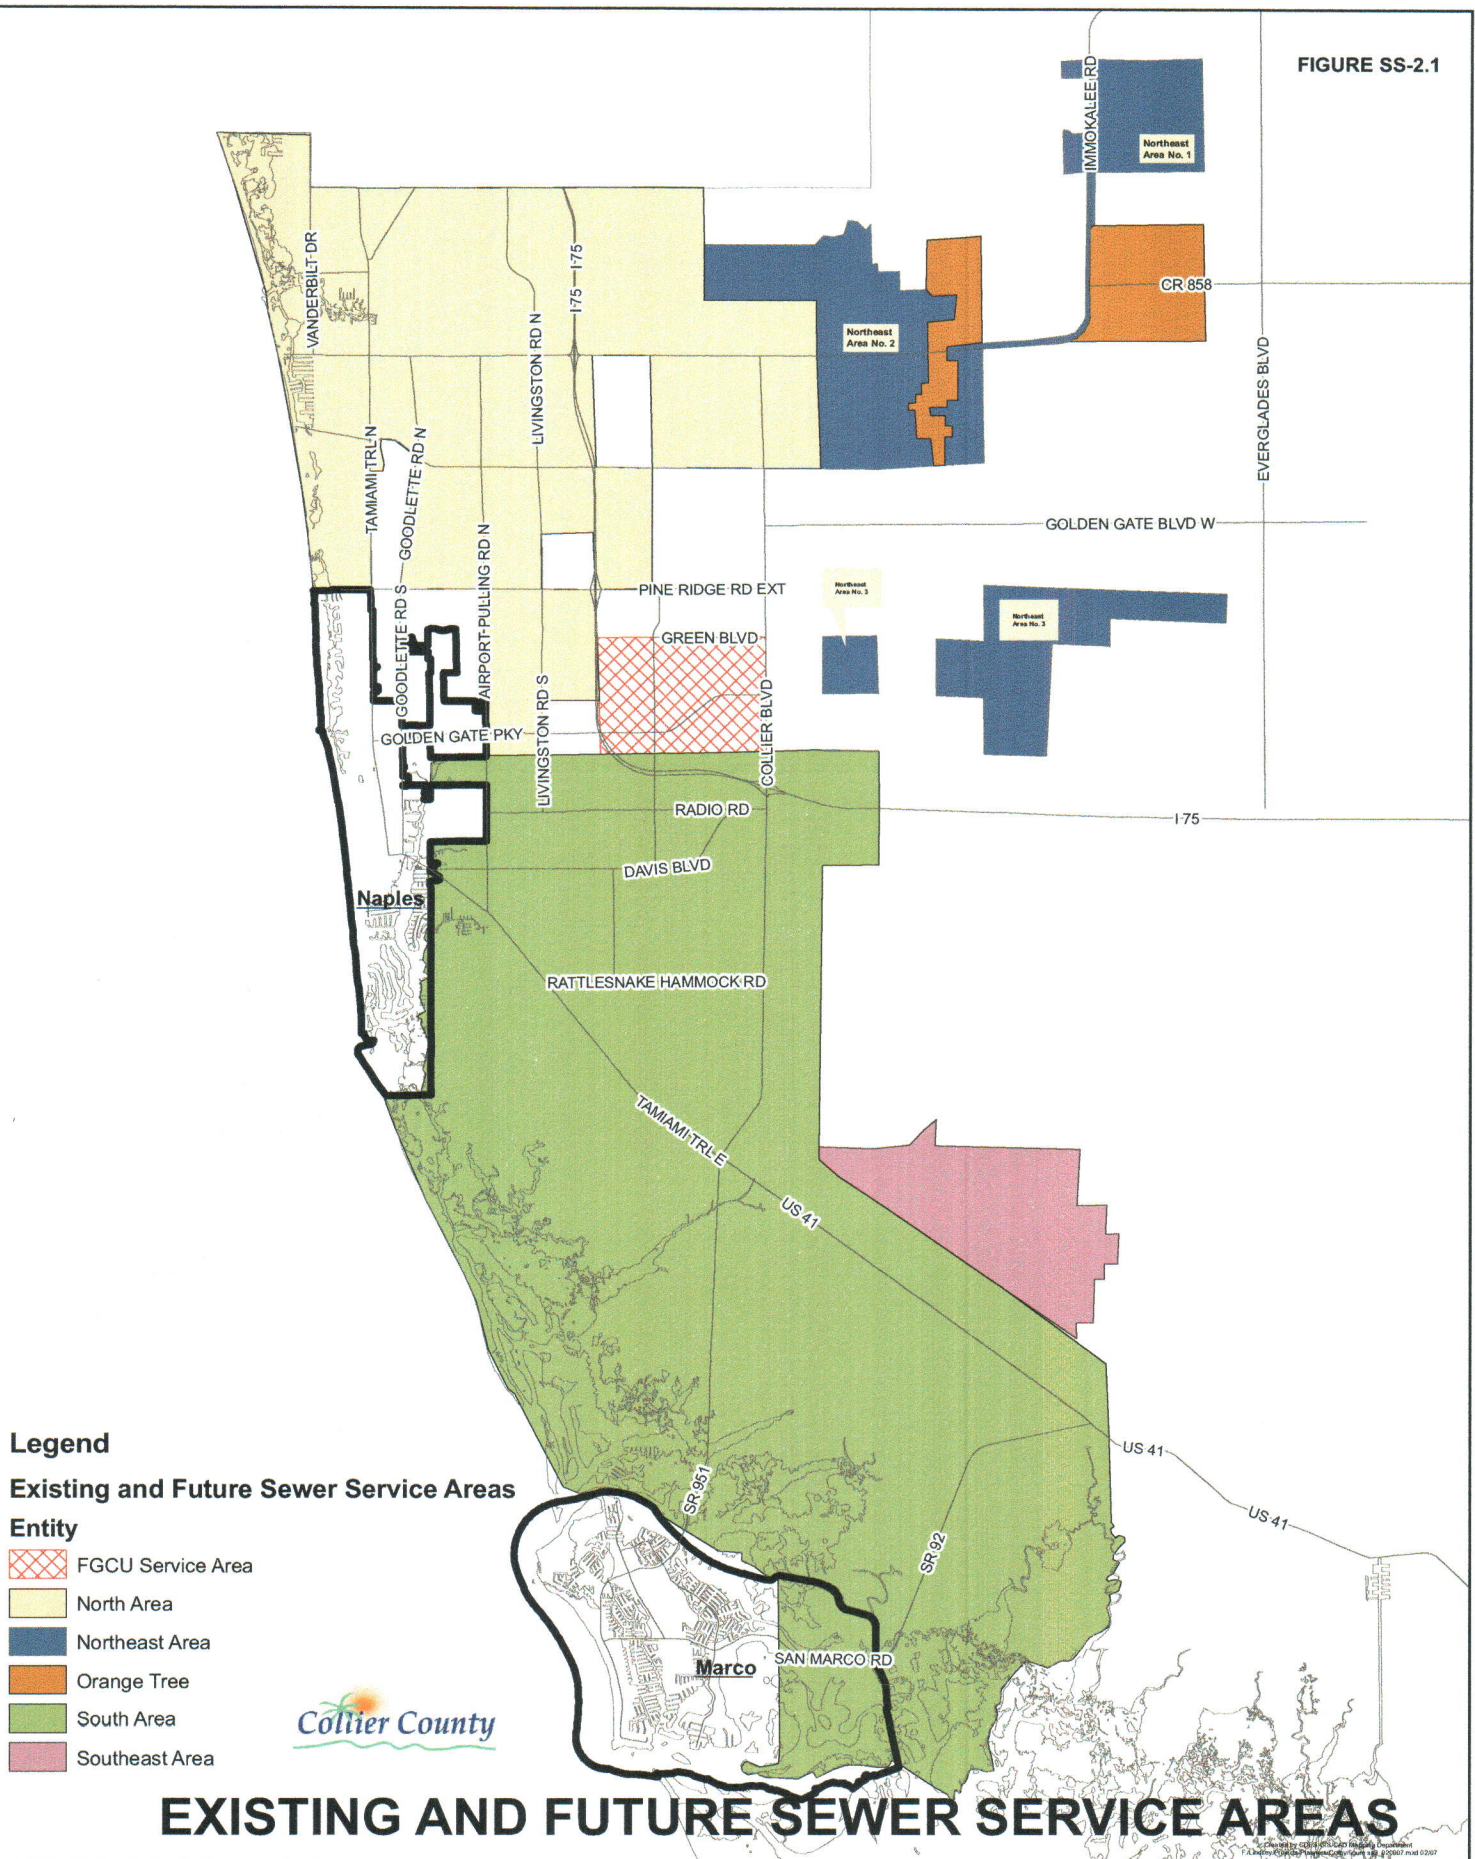 FIGURE SS-2.1
IMMOKALEE RD
Northeast
Area No. 1
VANDERBILT DR
I-75
I-75
CR 858
LIVINGSTON RD N
Northeast
Area No. 2
EVERGLADES BLVD
TAMIAMI TRL N
GOODLETTE RD N
GOLDEN GATE BLVD W
AIRPORT-PULLING RD N
PINE RIDGE RD EXT
Northeast
Area No. 3
Northeast
Area No. 3
GOODLETTE RD S
GREEN BLVD
LIVINGSTON RD S
COLLIER BLVD
GOLDEN GATE PKY
RADIO RD
I 75
DAVIS BLVD
Naples
RATTLESNAKE HAMMOCK RD
TAMIAMI TRL E
US 41
US 41
US 41
SR 951
SR 92
SAN MARCO RD
Marco
Legend
Existing and Future Sewer Service Areas
Entity
FGCU Service Area
North Area
Northeast Area
Orange Tree
South Area
Southeast Area
Collier County
EXISTING AND FUTURE SEWER SERVICE AREAS